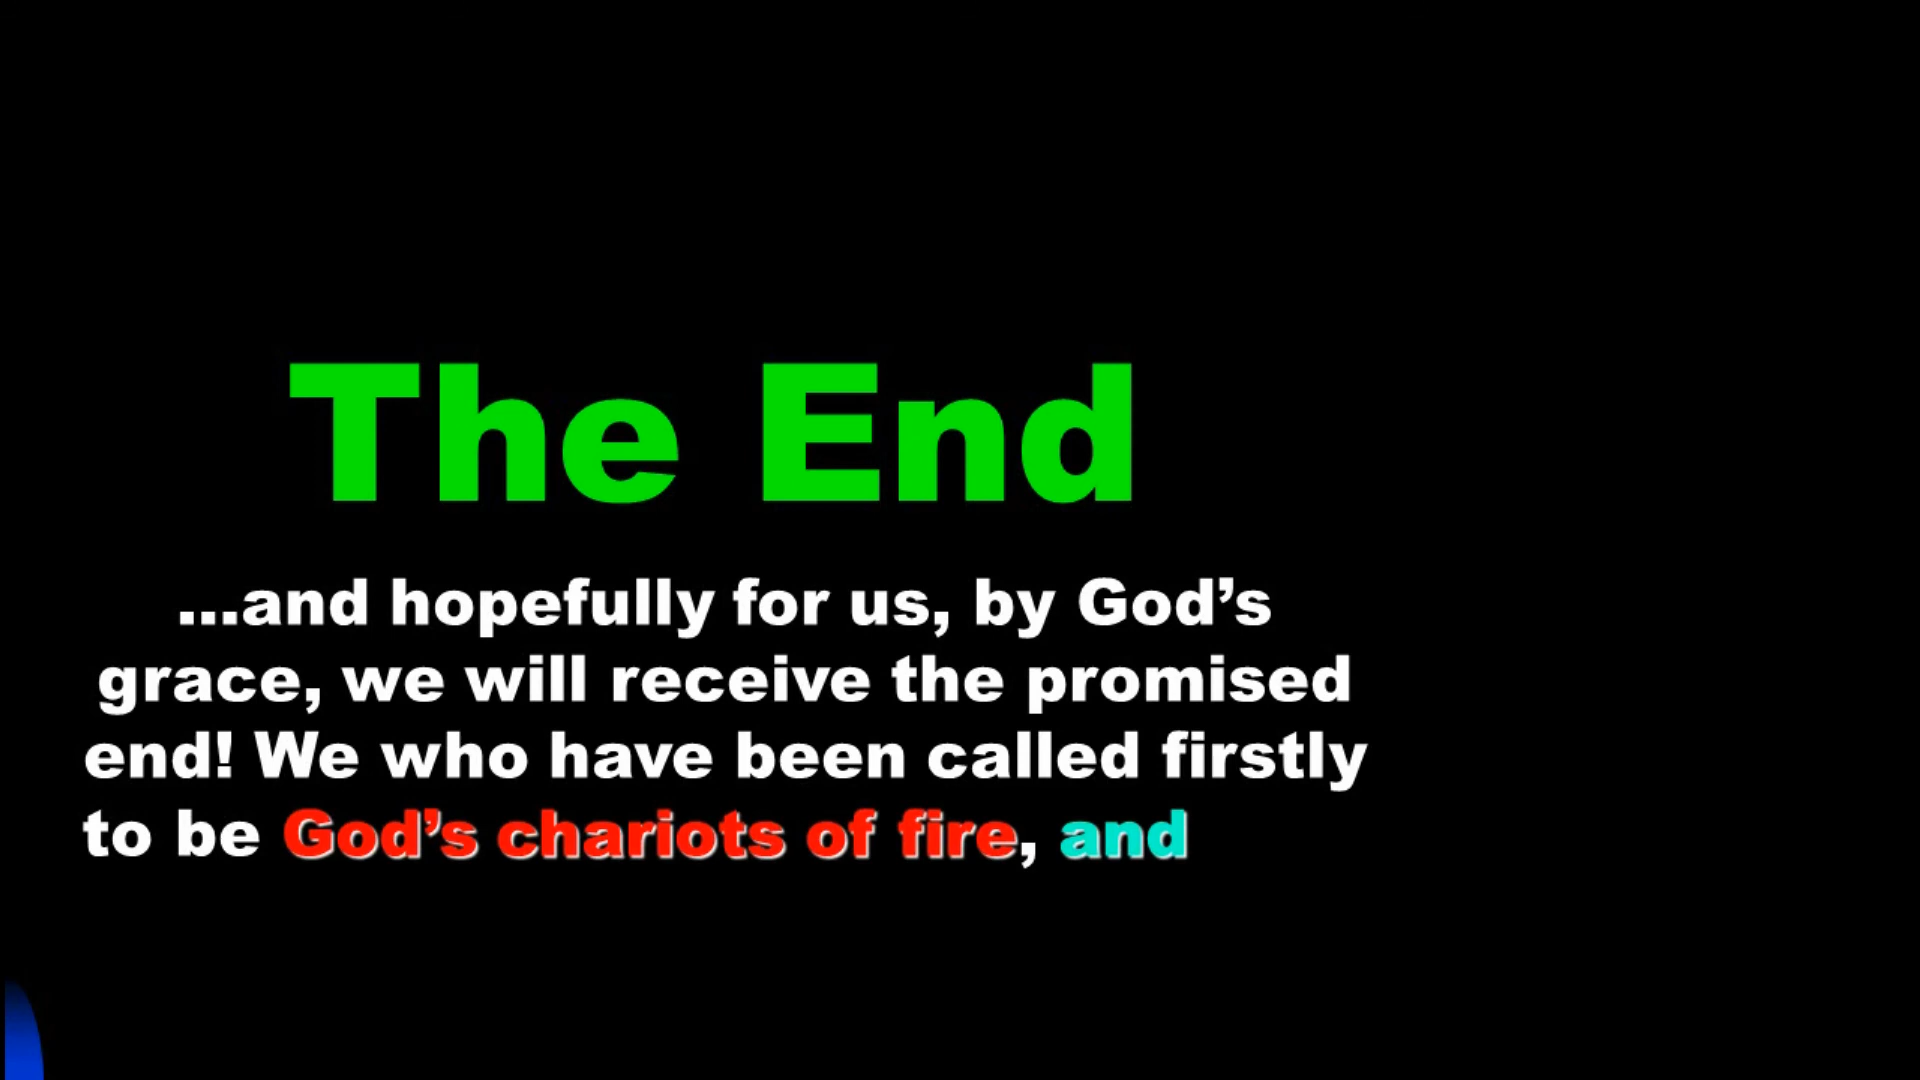 The End
...and hopefully for us, by God’s
grace, we will receive the promised
end! We who have been called firstly
to be God’s chariots of fire, and